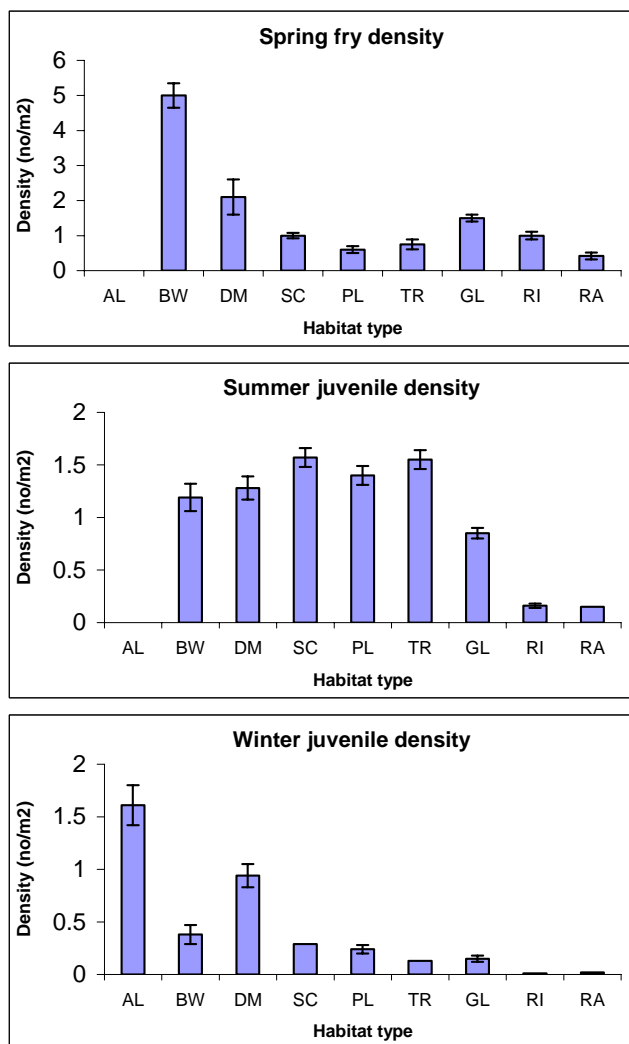 Spring fry density
6
5
4
3
2
1
0
Density (no/m2)
AL BW DM SC PL TR GL RI RA
Habitat type
Summer juvenile density
2
1.5
1
0.5
0
Density (no/m2)
AL BW DM SC PL TR GL RI RA
Habitat type
Winter juvenile density
2
1.5
1
0.5
0
Density (no/m2)
AL BW DM SC PL TR GL RI RA
Habitat type